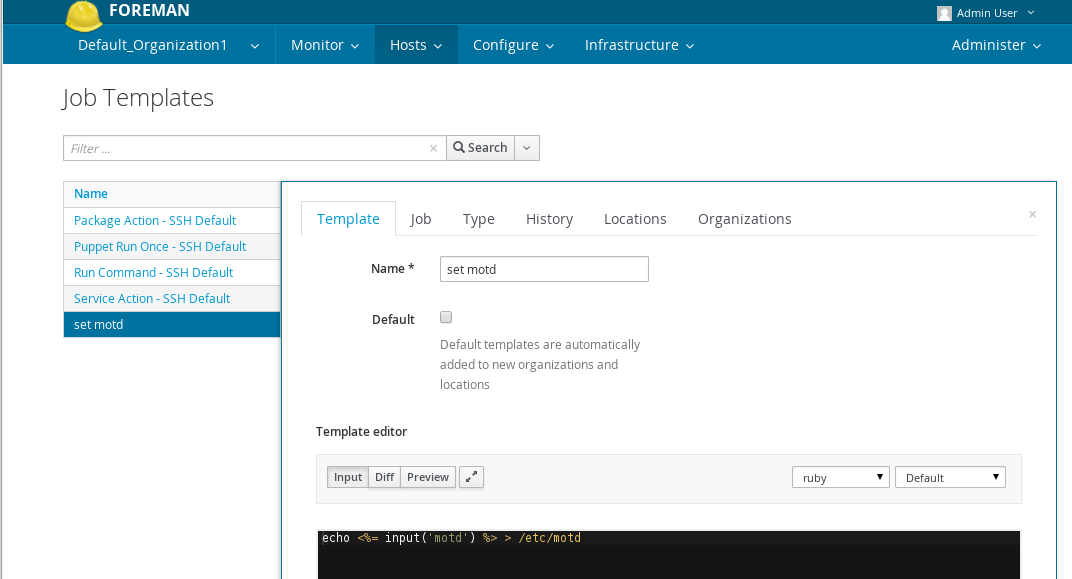 FOREMAN
Admin User
Default_Organization1 Monitor Hosts Configure Infrastructure Administer
Job Templates
Filter ... × Search
Name
Package Action - SSH Default
Puppet Run Once - SSH Default
Run Command - SSH Default
Service Action - SSH Default
set motd
Template Job Type History Locations Organizations ×
Name * set motd
Default
Default templates are automatically
added to new organizations and
locations
Template editor
Input Diff Preview ruby Default
echo <%= input('motd') %> > /etc/motd